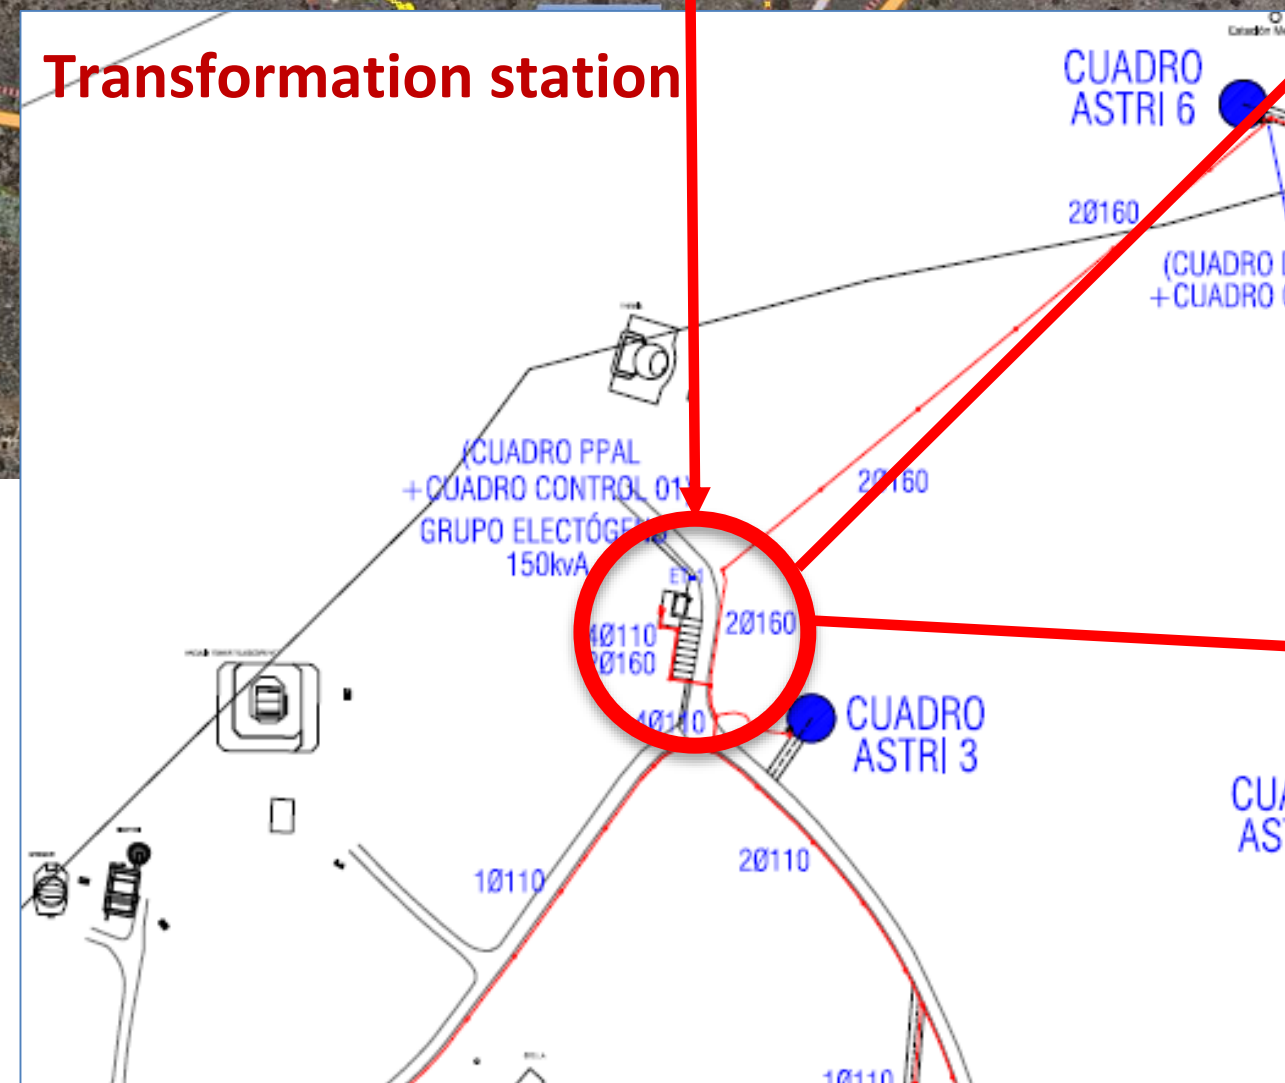 Transformation station
CUADRO
ASTRI 6
2Ø160
(CUADRO
+CUADRO
(CUADRO PPAL
+CUADRO CONTROL 01)
GRUPO ELECTÓGENO
150kvA
2Ø160
2Ø160
4Ø110
2Ø160
4Ø110
CUADRO
ASTRI 3
1Ø110
2Ø110
1Ø110